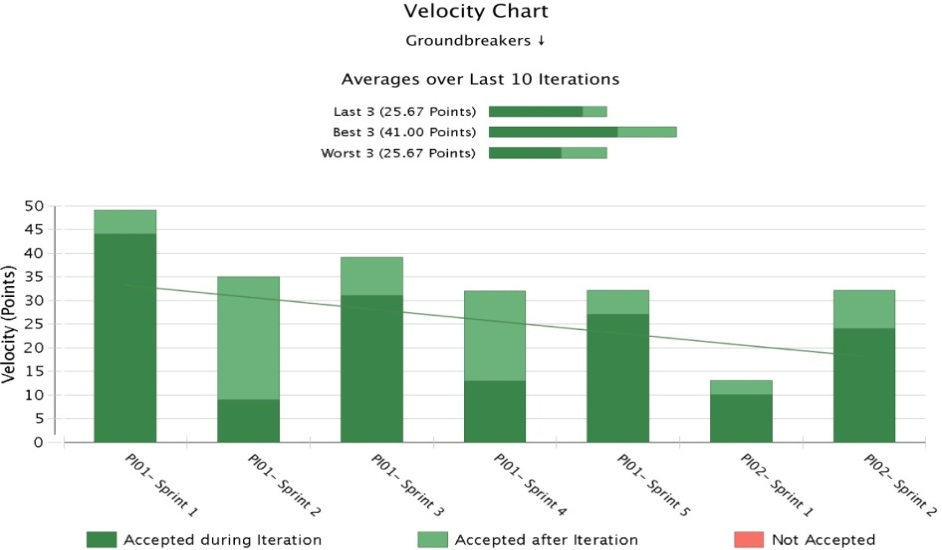 Velocity Chart
Groundbreakers ↓
Averages over Last 10 Iterations
Last 3 (25.67 Points)
Best 3 (41.00 Points)
Worst 3 (25.67 Points)
Velocity (Points)
50
45
40
35
30
25
20
15
10
5
0
PI01- Sprint 1
PI01- Sprint 2
PI01- Sprint 3
PI01- Sprint 4
PI01- Sprint 5
PI02- Sprint 1
PI02- Sprint 2
Accepted during Iteration
Accepted after Iteration
Not Accepted